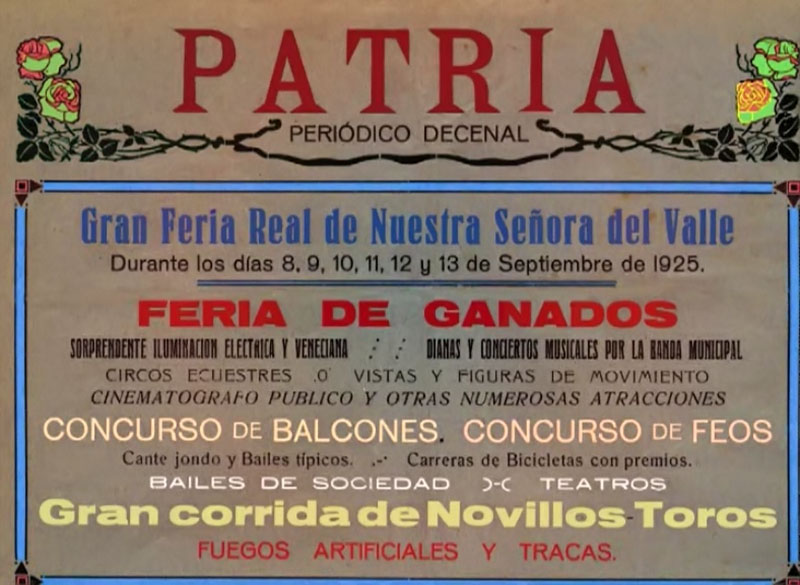 PATRIA
PERIÓDICO DECENAL
Gran Feria Real de Nuestra Señora del Valle
Durante los días 8, 9, 10, 11, 12 y 13 de Septiembre de 1925.
FERIA DE GANADOS
SORPRENDENTE ILUMINACION ELECTRICA Y VENECIANA .·. .·. DIANAS Y CONCIERTOS MUSICALES POR LA BANDA MUNICIPAL
CIRCOS ECUESTRES .o. VISTAS Y FIGURAS DE MOVIMIENTO
CINEMATOGRAFO PUBLICO Y OTRAS NUMEROSAS ATRACCIONES
CONCURSO DE BALCONES. CONCURSO DE FEOS
Cante jondo y Bailes típicos. .-. Carreras de Bicicletas con premios.
BAILES DE SOCIEDAD )-( TEATROS
Gran corrida de Novillos-Toros
FUEGOS ARTIFICIALES Y TRACAS.